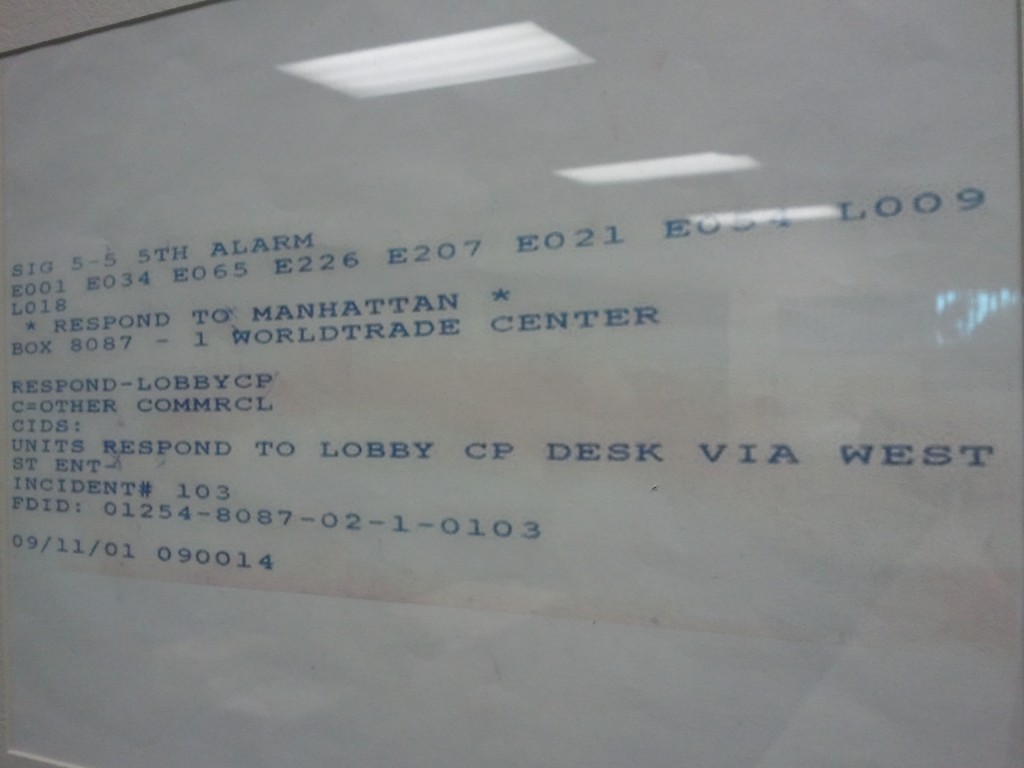 SIG 5-5 5TH ALARM
E001 E034 E065 E226 E207 E021 L009
L018
* RESPOND TO MANHATTAN *
BOX 8087 - 1 WORLDTRADE CENTER
RESPOND-LOBBYCP
C=OTHER COMMRCL
CIDS:
UNITS RESPOND TO LOBBY CP DESK VIA WEST
ST ENT-
INCIDENT# 103
FDID: 01254-8087-02-1-0103
09/11/01 090014